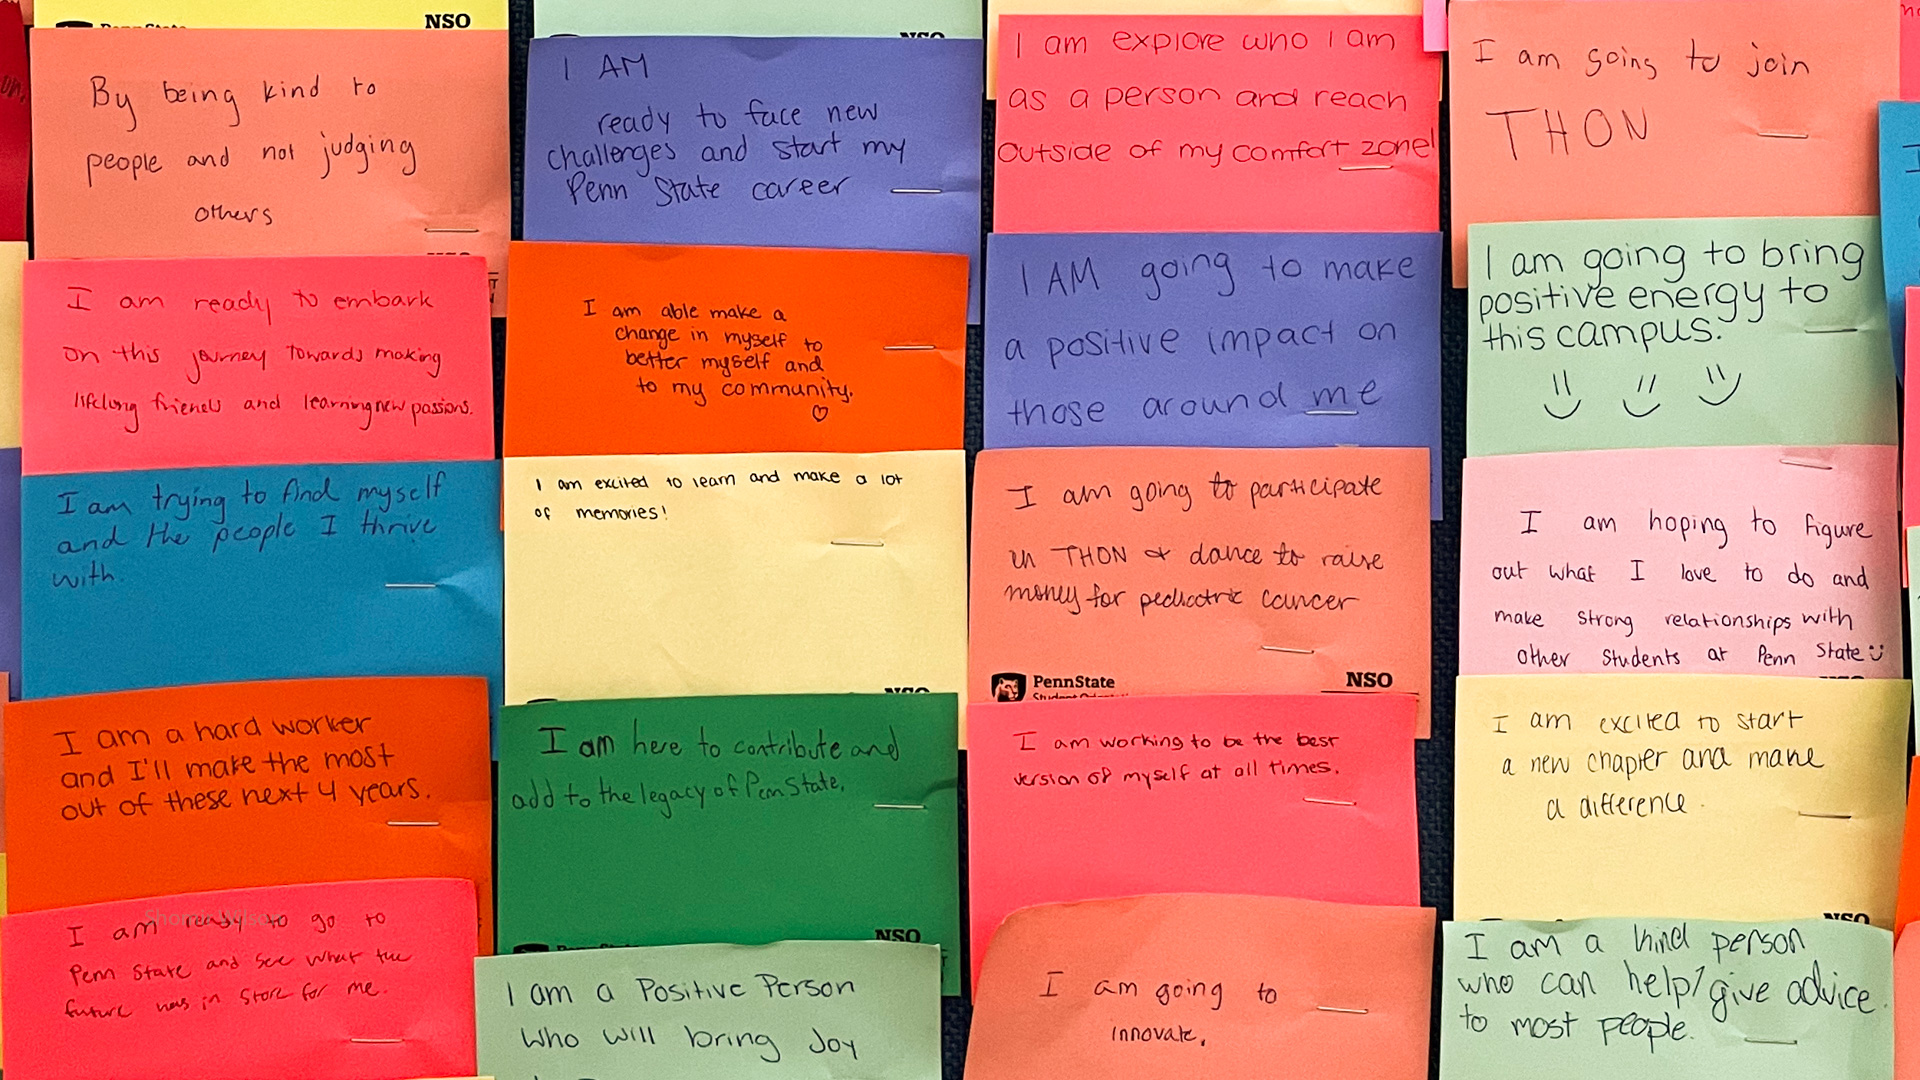 PennState
NSO
By being kind to
people and not judging
others
I am ready to embark
on this journey towards making
lifelong friends and learning new passions.
I am trying to find myself
and the people I thrive
with
I am a hard worker
and I'll make the most
out of these next 4 years.
I am ready to go to
Penn State and see what the
future has in store for me.
NSO
I AM
ready to face new
challenges and start my
Penn State career
I am able make a
change in myself to
better myself and
to my community.
I am excited to learn and make a lot
of memories!
NSO
I am here to contribute and
add to the legacy of Penn State.
PennState
NSO
I am a Positive Person
who will bring Joy
I am explore who I am
as a person and reach
outside of my comfort zone!
I AM going to make
a positive impact on
those around me
I am going to participate
in THON & dance to raise
money for pediatric cancer
PennState
NSO
I am working to be the best
version of myself at all times.
I am going to
innovate.
I am going to join
THON
I am going to bring
positive energy to
this campus.
I am hoping to figure
out what I love to do and
make strong relationships with
other students at Penn State
I am excited to start
a new chapter and make
a difference.
NSO
I am a kind person
who can help/give advice
to most people.